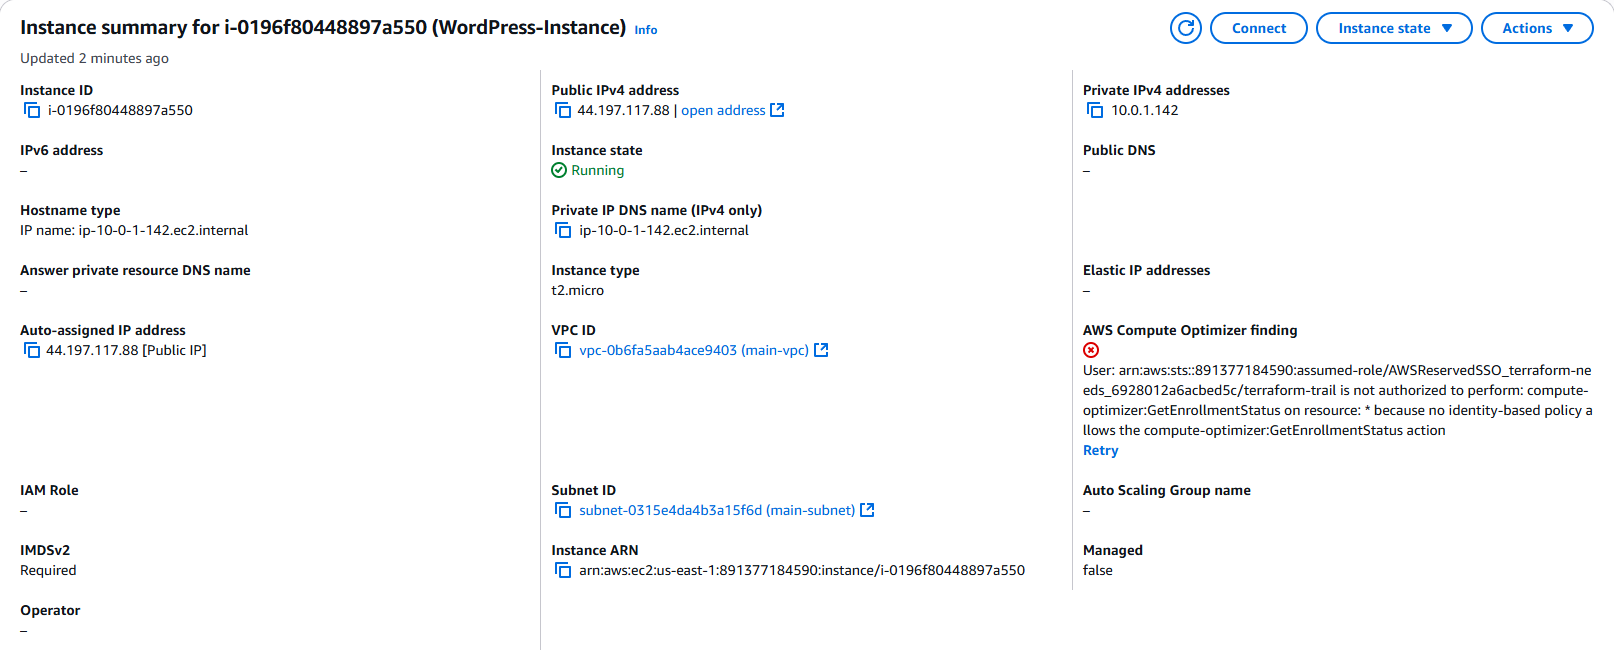 Instance summary for i-0196f80448897a550 (WordPress-Instance) Info
Connect
Instance state
Actions
Updated 2 minutes ago
Instance ID
i-0196f80448897a550
Public IPv4 address
44.197.117.88 | open address
Private IPv4 addresses
10.0.1.142
IPv6 address
–
Instance state
Running
Public DNS
–
Hostname type
IP name: ip-10-0-1-142.ec2.internal
Private IP DNS name (IPv4 only)
ip-10-0-1-142.ec2.internal
Answer private resource DNS name
–
Instance type
t2.micro
Elastic IP addresses
–
Auto-assigned IP address
44.197.117.88 [Public IP]
VPC ID
vpc-0b6fa5aab4ace9403 (main-vpc)
AWS Compute Optimizer finding
User: arn:aws:sts::891377184590:assumed-role/AWSReservedSSO_terraform-ne
eds_6928012a6acbed5c/terraform-trail is not authorized to perform: compute-
optimizer:GetEnrollmentStatus on resource: * because no identity-based policy a
llows the compute-optimizer:GetEnrollmentStatus action
Retry
IAM Role
–
Subnet ID
subnet-0315e4da4b3a15f6d (main-subnet)
Auto Scaling Group name
–
IMDSv2
Required
Instance ARN
arn:aws:ec2:us-east-1:891377184590:instance/i-0196f80448897a550
Managed
false
Operator
–